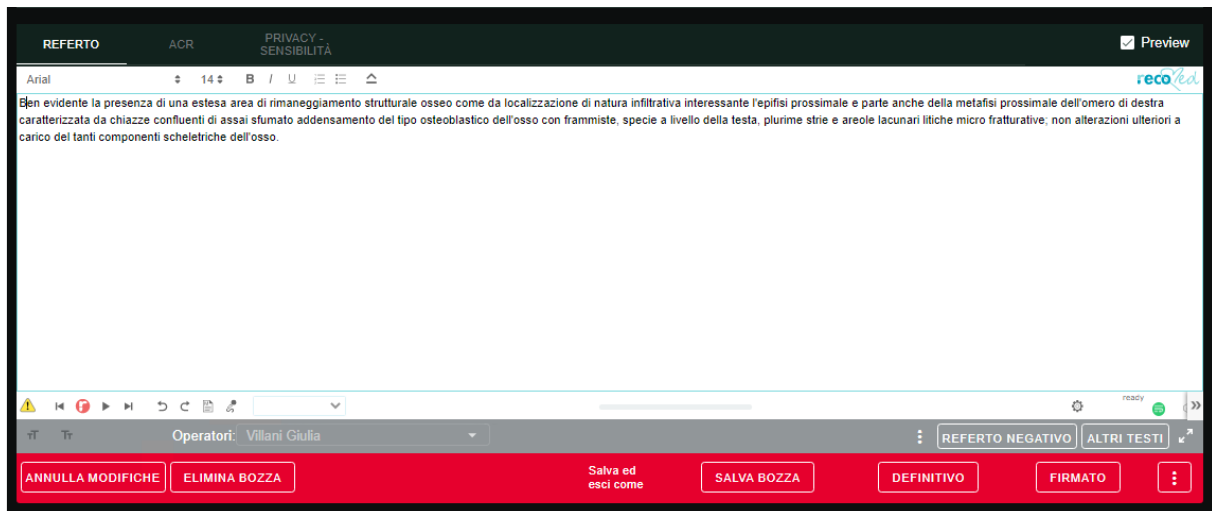 REFERTO
ACR
PRIVACY -
SENSIBILITÀ
Preview
Arial
14
B I U
recoMed
Ben evidente la presenza di una estesa area di rimaneggiamento strutturale osseo come da localizzazione di natura infiltrativa interessante l'epifisi prossimale e parte anche della metafisi prossimale dell'omero di destra
caratterizzata da chiazze confluenti di assai sfumato addensamento del tipo osteoblastico dell'osso con frammiste, specie a livello della testa, plurime strie e areole lacunari litiche micro fratturative; non alterazioni ulteriori a
carico del tanti componenti scheletriche dell'osso.
ready
TT Tr
Operatori: Villani Giulia
REFERTO NEGATIVO
ALTRI TESTI
ANNULLA MODIFICHE
ELIMINA BOZZA
Salva ed
esci come
SALVA BOZZA
DEFINITIVO
FIRMATO